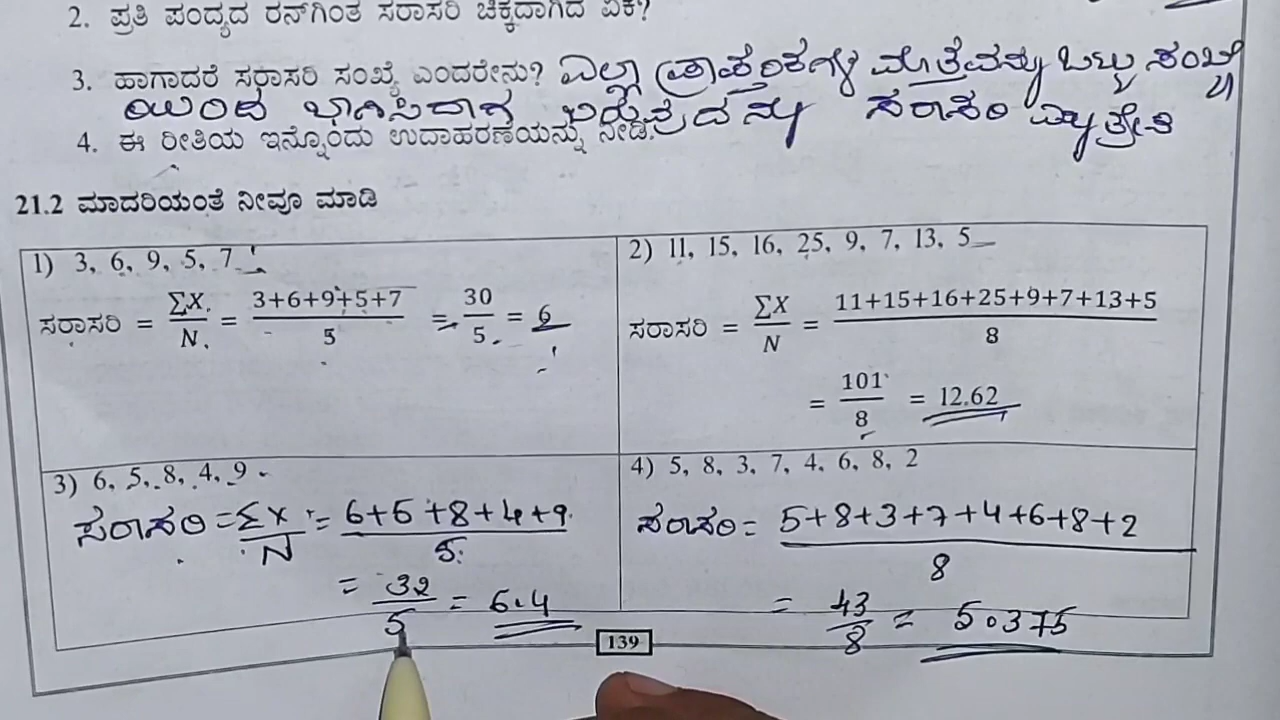 2. ಪ್ರತಿ ಪಂದ್ಯದ ರನ್‌ಗಿಂತ ಸರಾಸರಿ ಚಿಕ್ಕದಾಗಿದೆ ಏಕೆ?
3. ಹಾಗಾದರೆ ಸರಾಸರಿ ಸಂಖ್ಯೆ ಎಂದರೇನು? ಎಲ್ಲಾ ಪ್ರಾಪ್ತಾಂಕಗಳ ಮೊತ್ತವನ್ನು ಒಟ್ಟು ಸಂಖ್ಯೆ
ಯಿಂದ ಭಾಗಿಸಿದಾಗ ಬರುವುದನ್ನು ಸರಾಸರಿ
4. ಈ ರೀತಿಯ ಇನ್ನೊಂದು ಉದಾಹರಣೆಯನ್ನು ನೀಡಿ.
21.2 ಮಾದರಿಯಂತೆ ನೀವೂ ಮಾಡಿ
1) 3, 6, 9, 5, 7
ಸರಾಸರಿ = ∑X/N = 3+6+9+5+7/5 = 30/5 = 6
2) 11, 15, 16, 25, 9, 7, 13, 5
ಸರಾಸರಿ = ∑X/N = 11+15+16+25+9+7+13+5/8
= 101/8 = 12.62
3) 6, 5, 8, 4, 9
ಸರಾಸರಿ = ∑X/N = 6+5+8+4+9/5
= 32/5 = 6.4
4) 5, 8, 3, 7, 4, 6, 8, 2
ಸರಾಸರಿ = 5+8+3+7+4+6+8+2/8
= 43/8 = 5.375
139